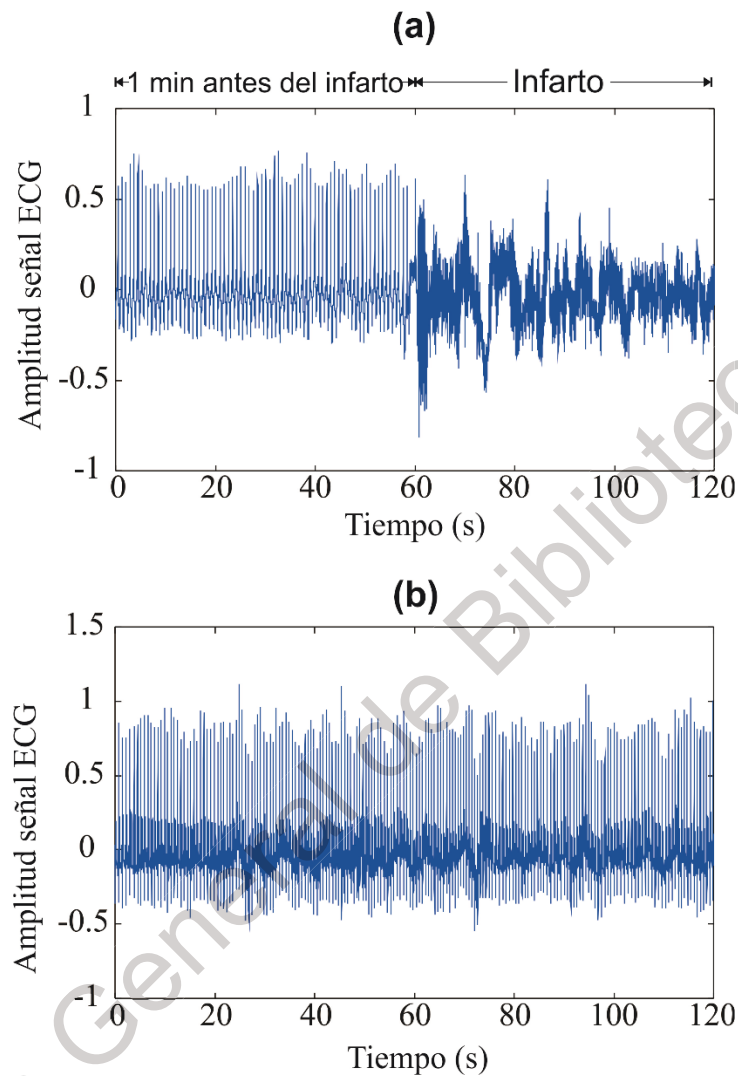 (a)
1 min antes del infarto Infarto
1
0.5
0
-0.5
-1
Amplitud señal ECG
0 20 40 60 80 100 120
Tiempo (s)
(b)
1.5
1
0.5
0
-0.5
-1
Amplitud señal ECG
0 20 40 60 80 100 120
Tiempo (s)
General de Bibliotec